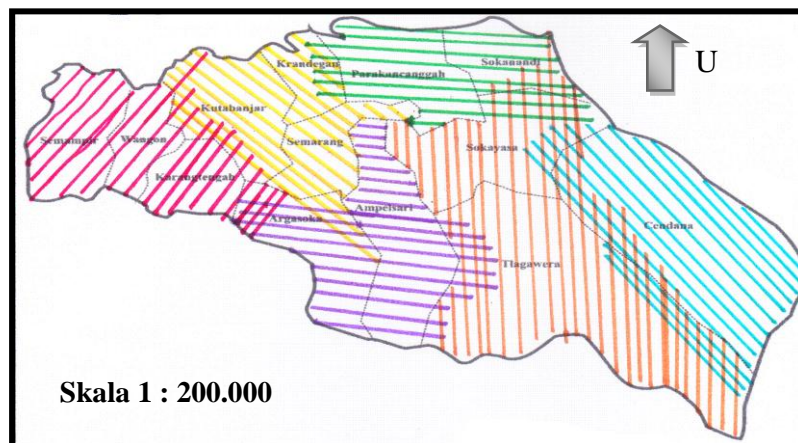 U
Krandegan
Sokanandi
Parakancanggah
Kutabanjar
Semampir
Wangon
Semarang
Sokayasa
Karangtengah
Ampelsari
Argasoka
Cendana
Tlagawera
Skala 1 : 200.000